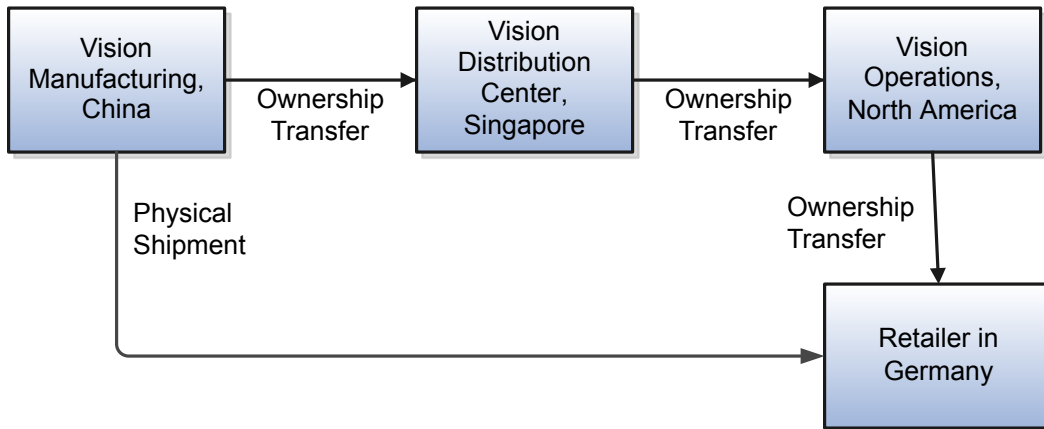 Vision
Manufacturing,
China
Ownership
Transfer
Vision
Distribution
Center,
Singapore
Ownership
Transfer
Vision
Operations,
North America
Physical
Shipment
Ownership
Transfer
Retailer in
Germany